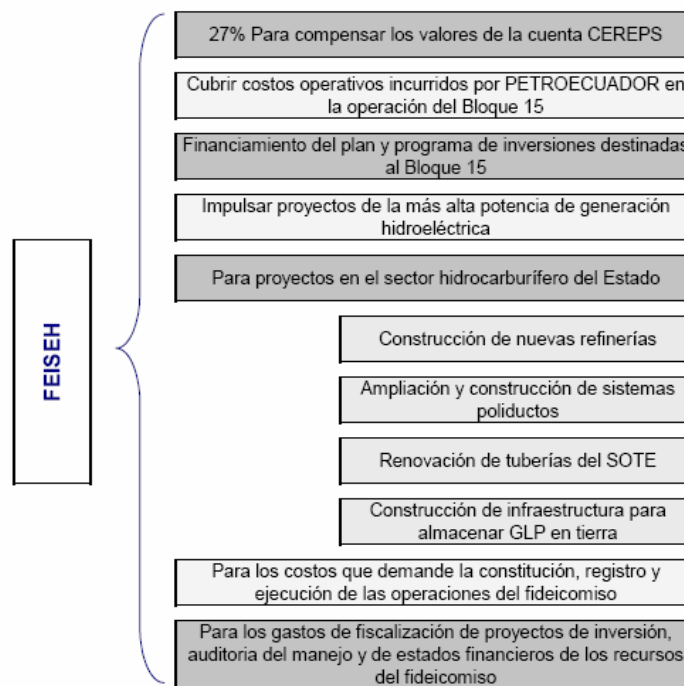 27% Para compensar los valores de la cuenta CEREPS
Cubrir costos operativos incurridos por PETROECUADOR en
la operación del Bloque 15
Financiamiento del plan y programa de inversiones destinadas
al Bloque 15
Impulsar proyectos de la más alta potencia de generación
hidroeléctrica
Para proyectos en el sector hidrocarburífero del Estado
FEISEH
Construcción de nuevas refinerías
Ampliación y construcción de sistemas
poliductos
Renovación de tuberías del SOTE
Construcción de infraestructura para
almacenar GLP en tierra
Para los costos que demande la constitución, registro y
ejecución de las operaciones del fideicomiso
Para los gastos de fiscalización de proyectos de inversión,
auditoria del manejo y de estados financieros de los recursos
del fideicomiso